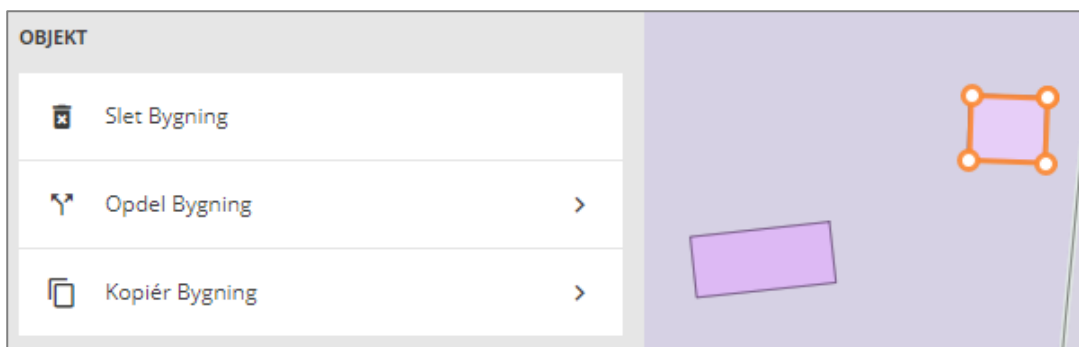 OBJEKT
Slet Bygning
Opdel Bygning
Kopiér Bygning